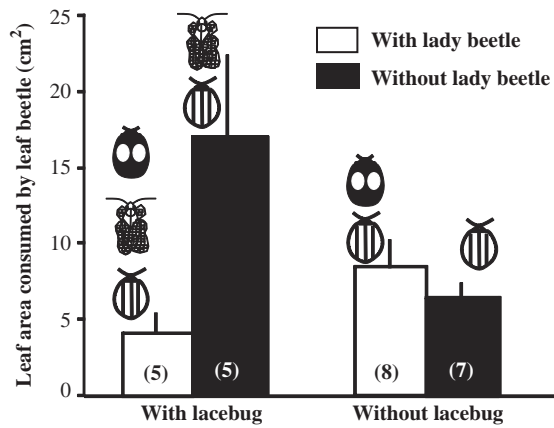 Leaf area consumed by leaf beetle (cm²)
25
20
15
10
5
0
With lady beetle
Without lady beetle
(5)
(5)
(8)
(7)
With lacebug
Without lacebug